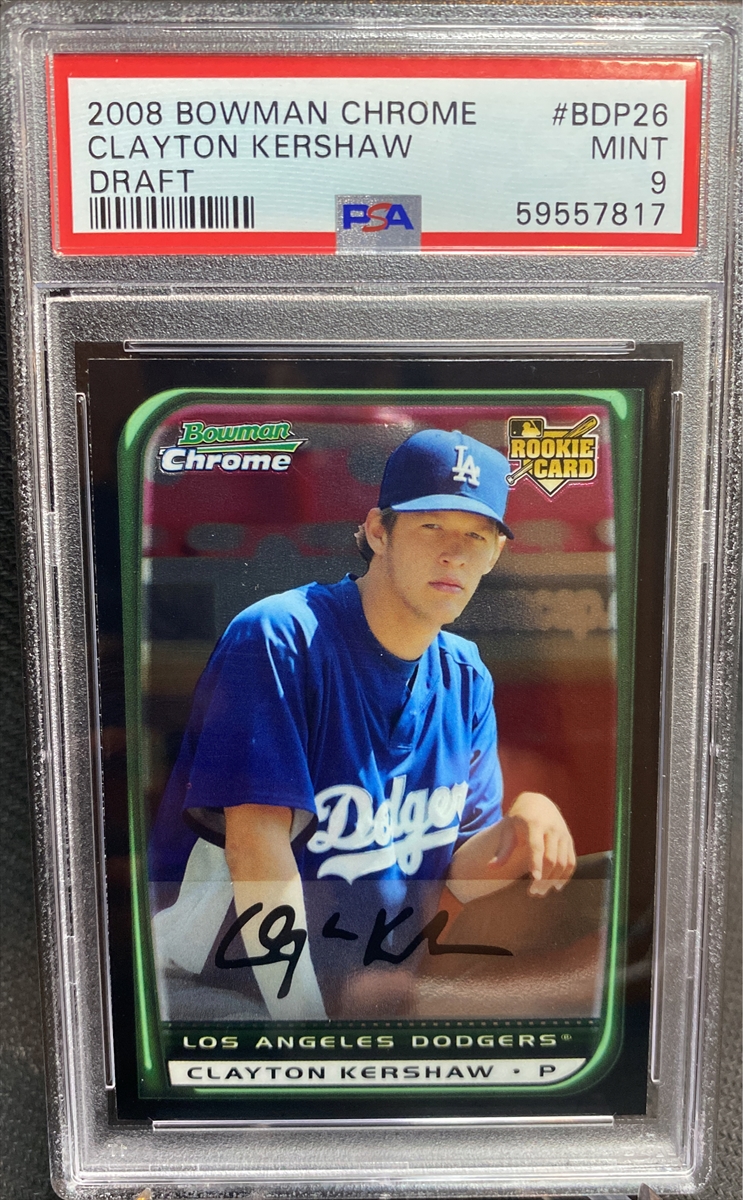 2008 BOWMAN CHROME #BDP26
CLAYTON KERSHAW MINT
DRAFT 9
PSA 59557817
Bowman
Chrome
ROOKIE
CARD
LA
Dodgers
LOS ANGELES DODGERS®
CLAYTON KERSHAW · P